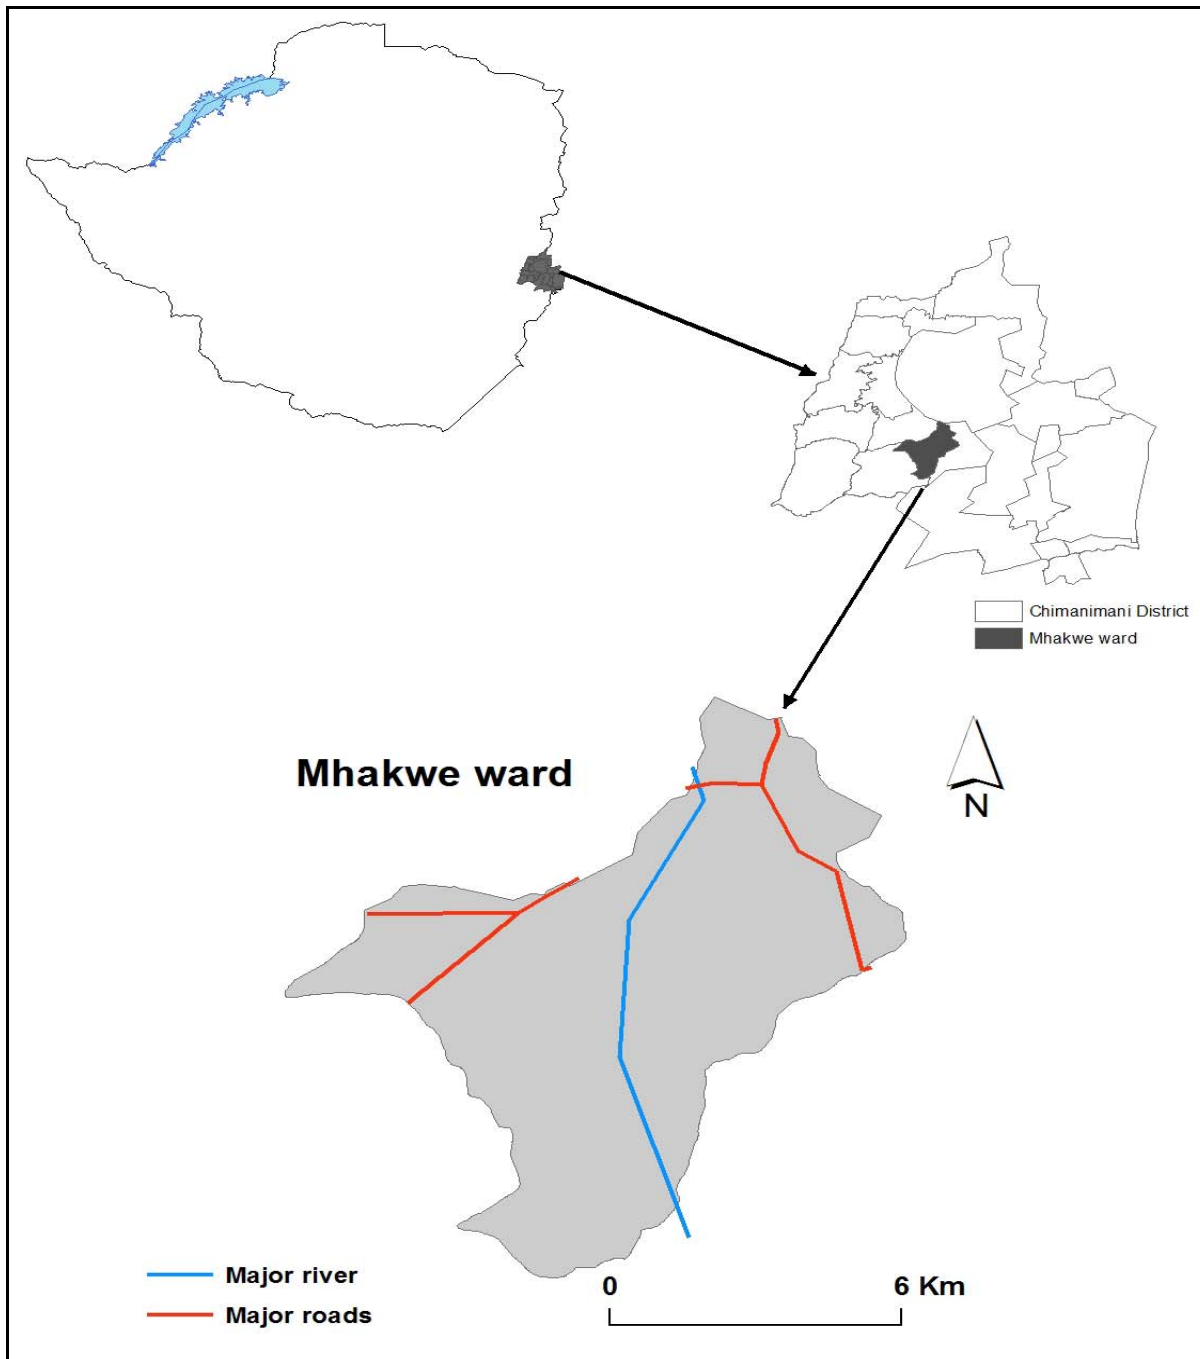 Chimanimani District
Mhakwe ward
Mhakwe ward
N
Major river
Major roads
0 6 Km